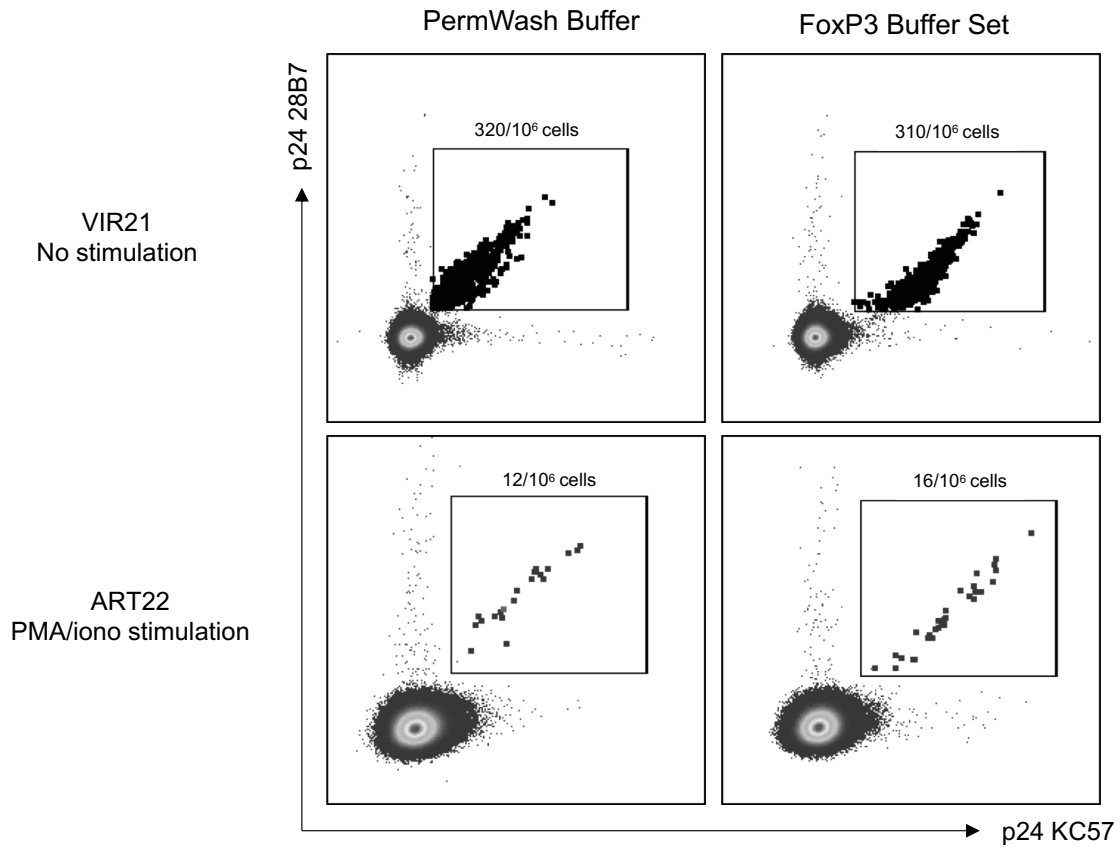 PermWash Buffer
FoxP3 Buffer Set
p24 28B7
320/10⁶ cells
310/10⁶ cells
VIR21
No stimulation
12/10⁶ cells
16/10⁶ cells
ART22
PMA/iono stimulation
p24 KC57